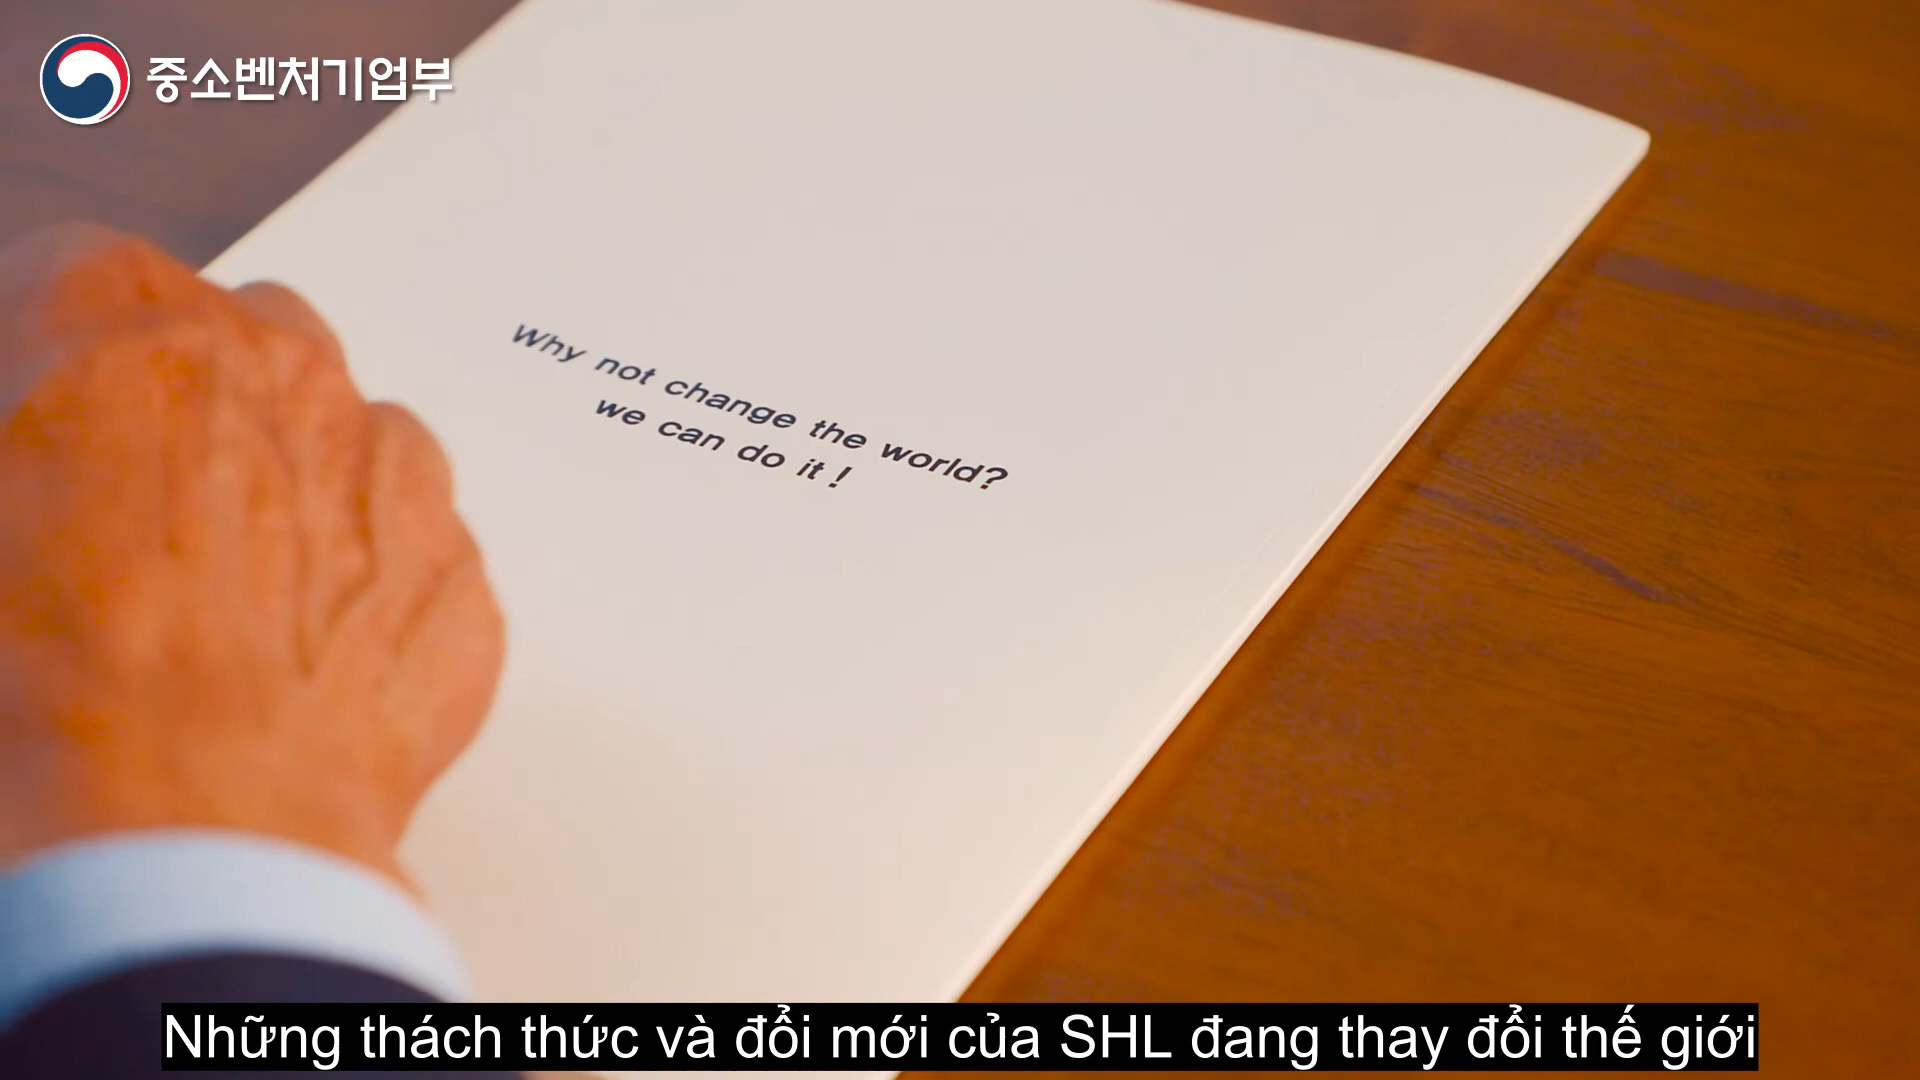 중소벤처기업부
Why not change the world?
we can do it !
Những thách thức và đổi mới của SHL đang thay đổi thế giới